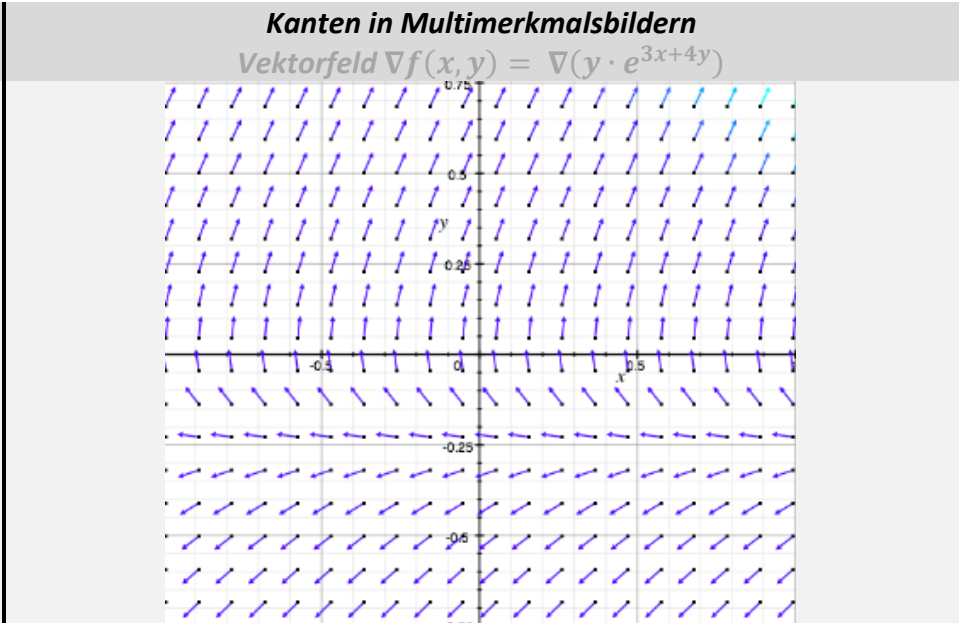 Kanten in Multimerkmalsbildern
Vektorfeld ∇f(x, y) = ∇(y · e^{3x+4y})
0.75
0.5
y
0.25
-0.5
0
0.5
x
-0.25
-0.5